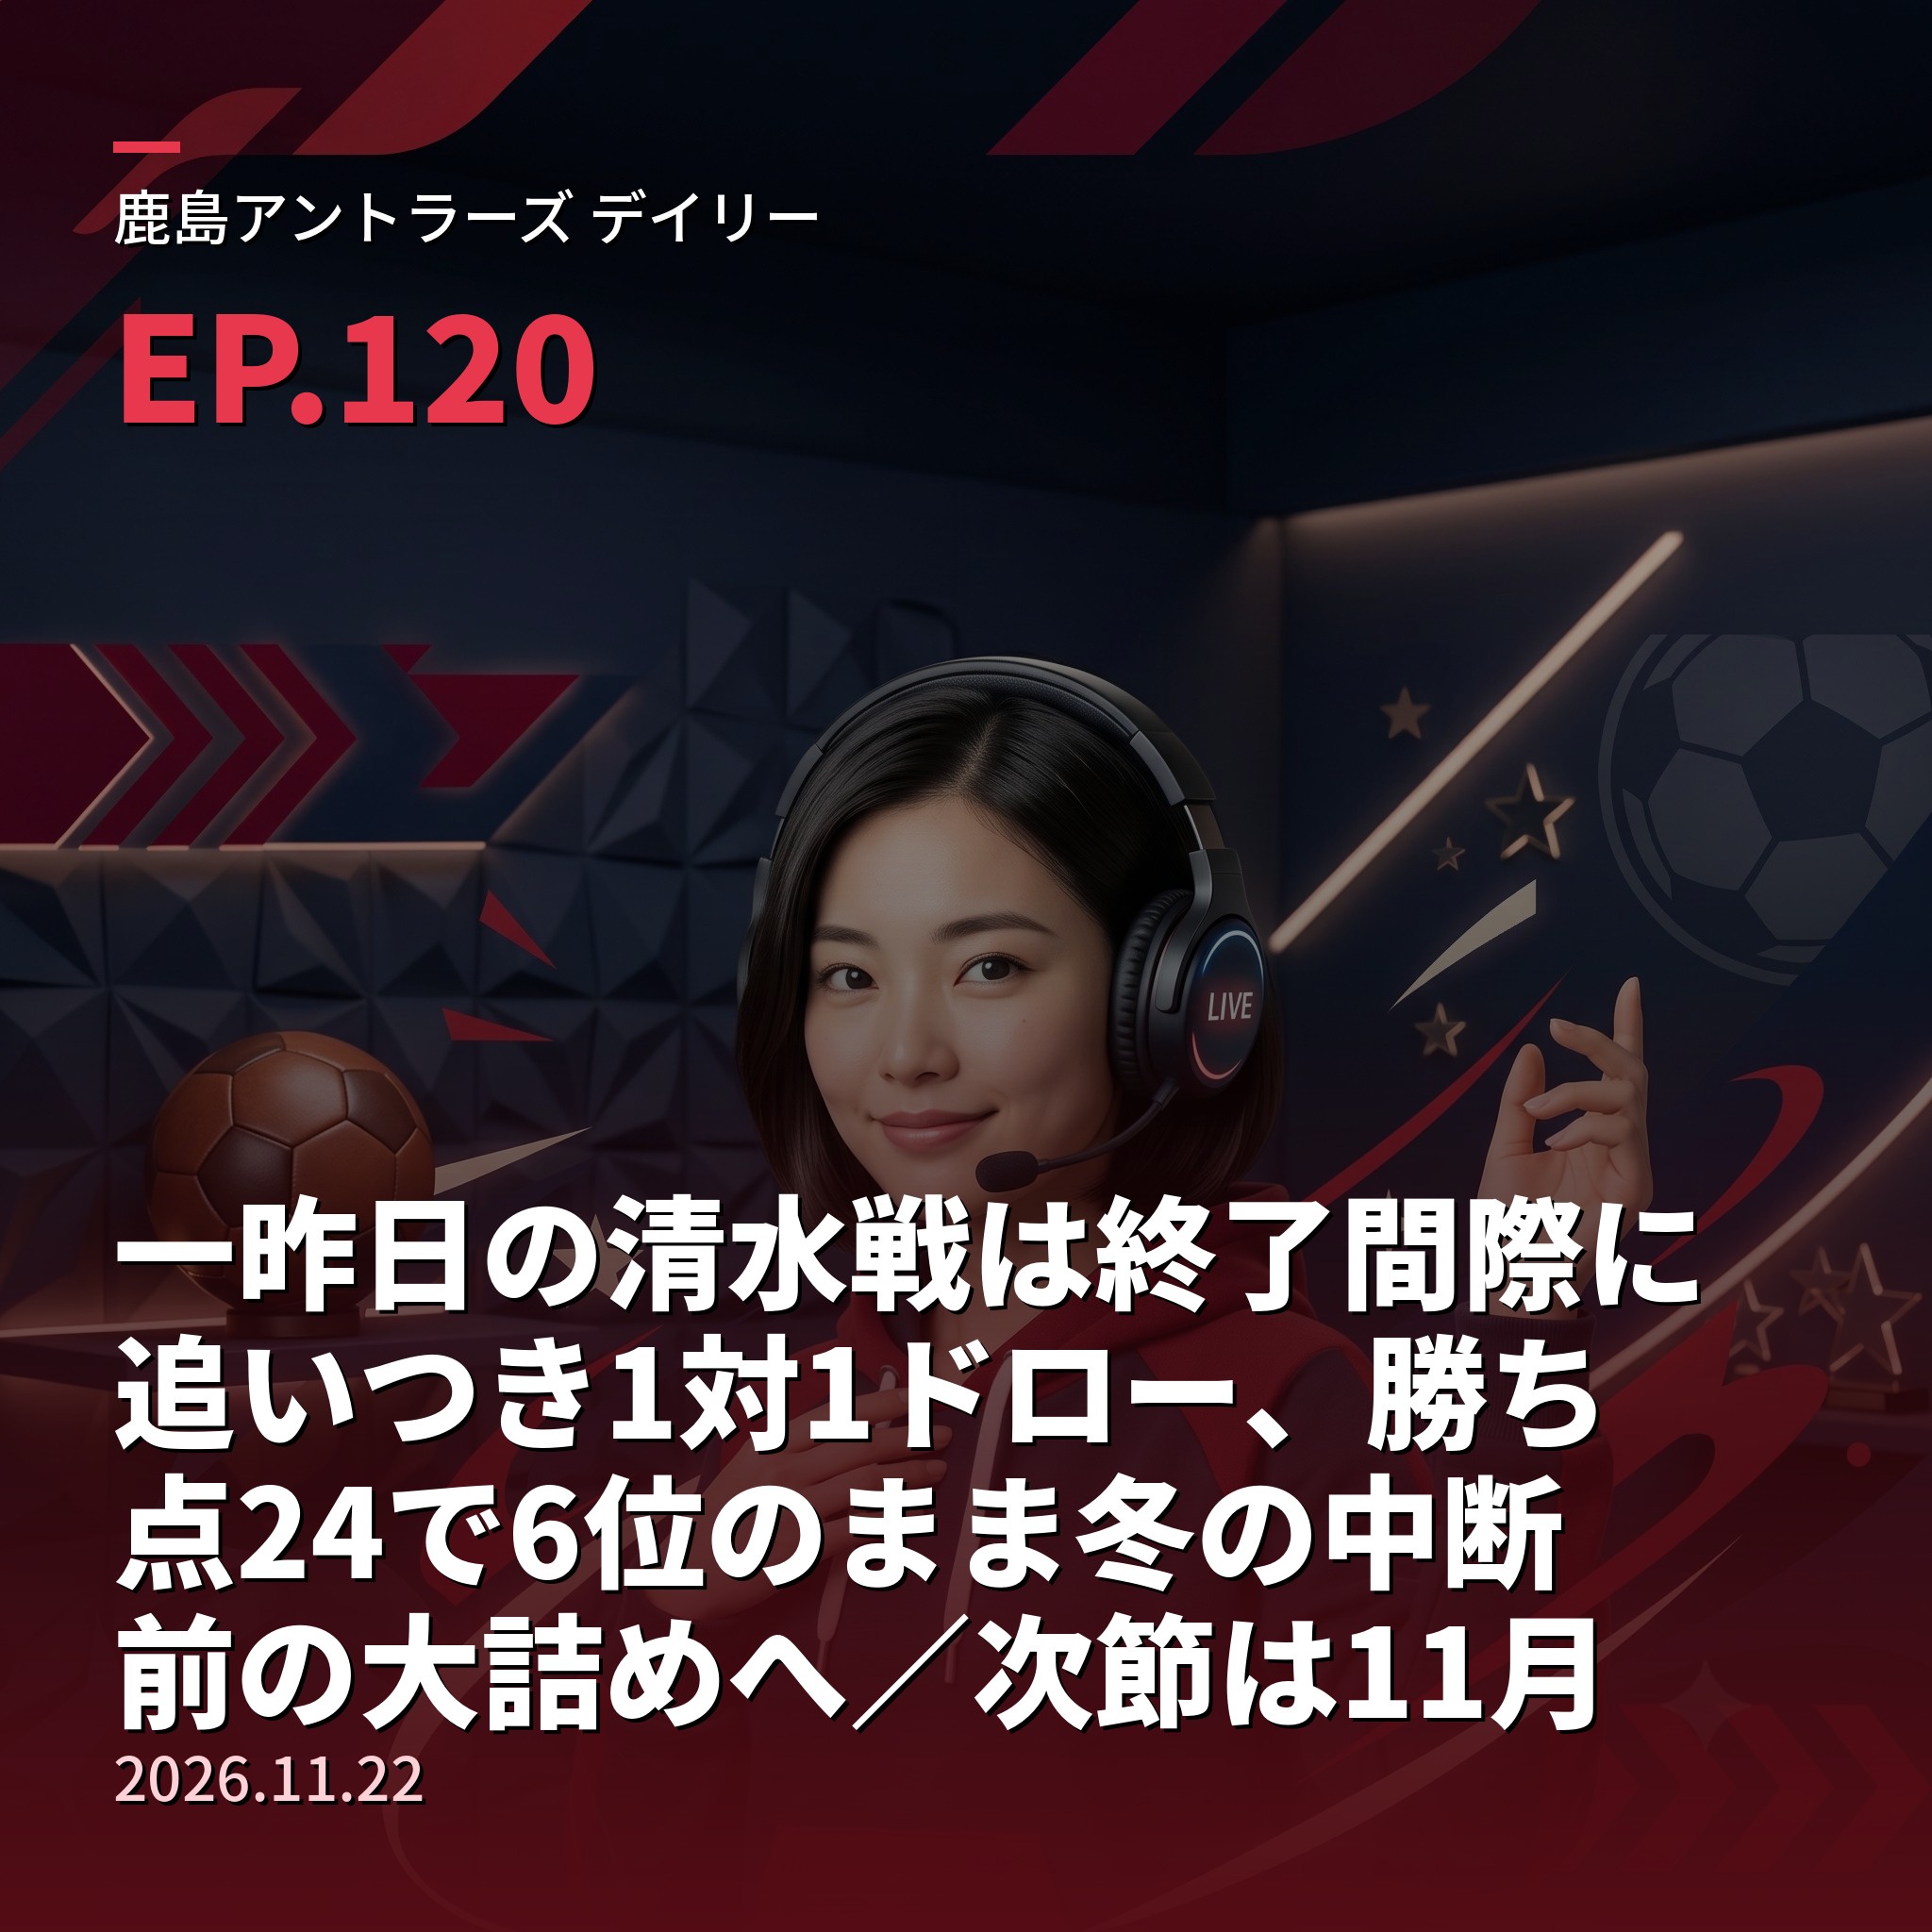 鹿島アントラーズ デイリー
EP.120
LIVE
一昨日の清水戦は終了間際に
追いつき1対1ドロー、勝ち
点24で6位のまま冬の中断
前の大詰めへ／次節は11月
2026.11.22